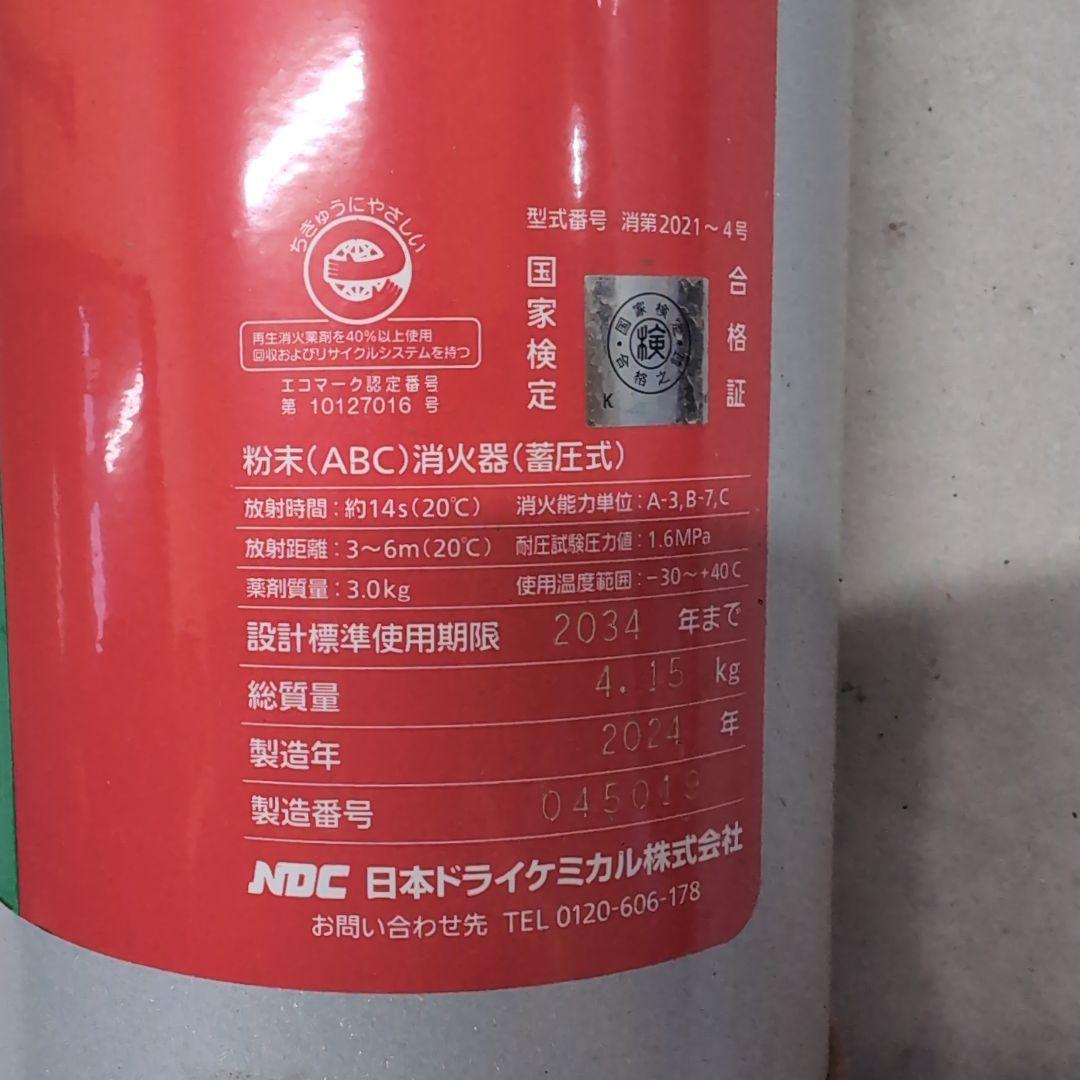 ちきゅうにやさしい
再生消火薬剤を40%以上使用
回収およびリサイクルシステムを持つ
エコマーク認定番号
第 10127016 号
型式番号 消第2021～4号
国家検定
合格証
国家検定合格之証
検
K
粉末(ABC)消火器(蓄圧式)
放射時間:約14s(20℃) 消火能力単位:A-3,B-7,C
放射距離:3～6m(20℃) 耐圧試験圧力値:1.6MPa
薬剤質量:3.0kg 使用温度範囲:-30～+40℃
設計標準使用期限 2034 年まで
総質量 4.15 kg
製造年 2024 年
製造番号 045019
NDC 日本ドライケミカル株式会社
お問い合わせ先 TEL 0120-606-178